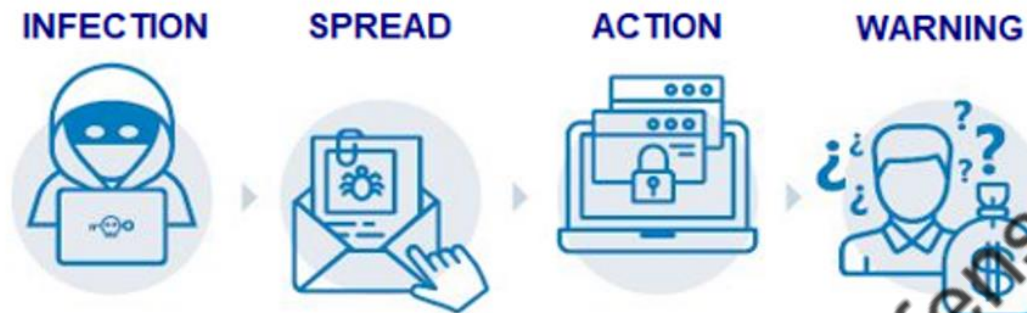 INFECTION
SPREAD
ACTION
WARNING
? ? ?
¿ ¿ ¿
$